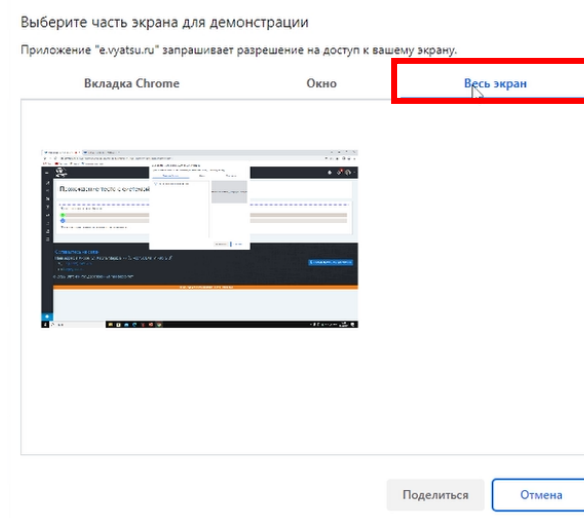 Выберите часть экрана для демонстрации
Приложение "e.vyatsu.ru" запрашивает разрешение на доступ к вашему экрану.
Вкладка Chrome Окно Весь экран
Поделиться Отмена